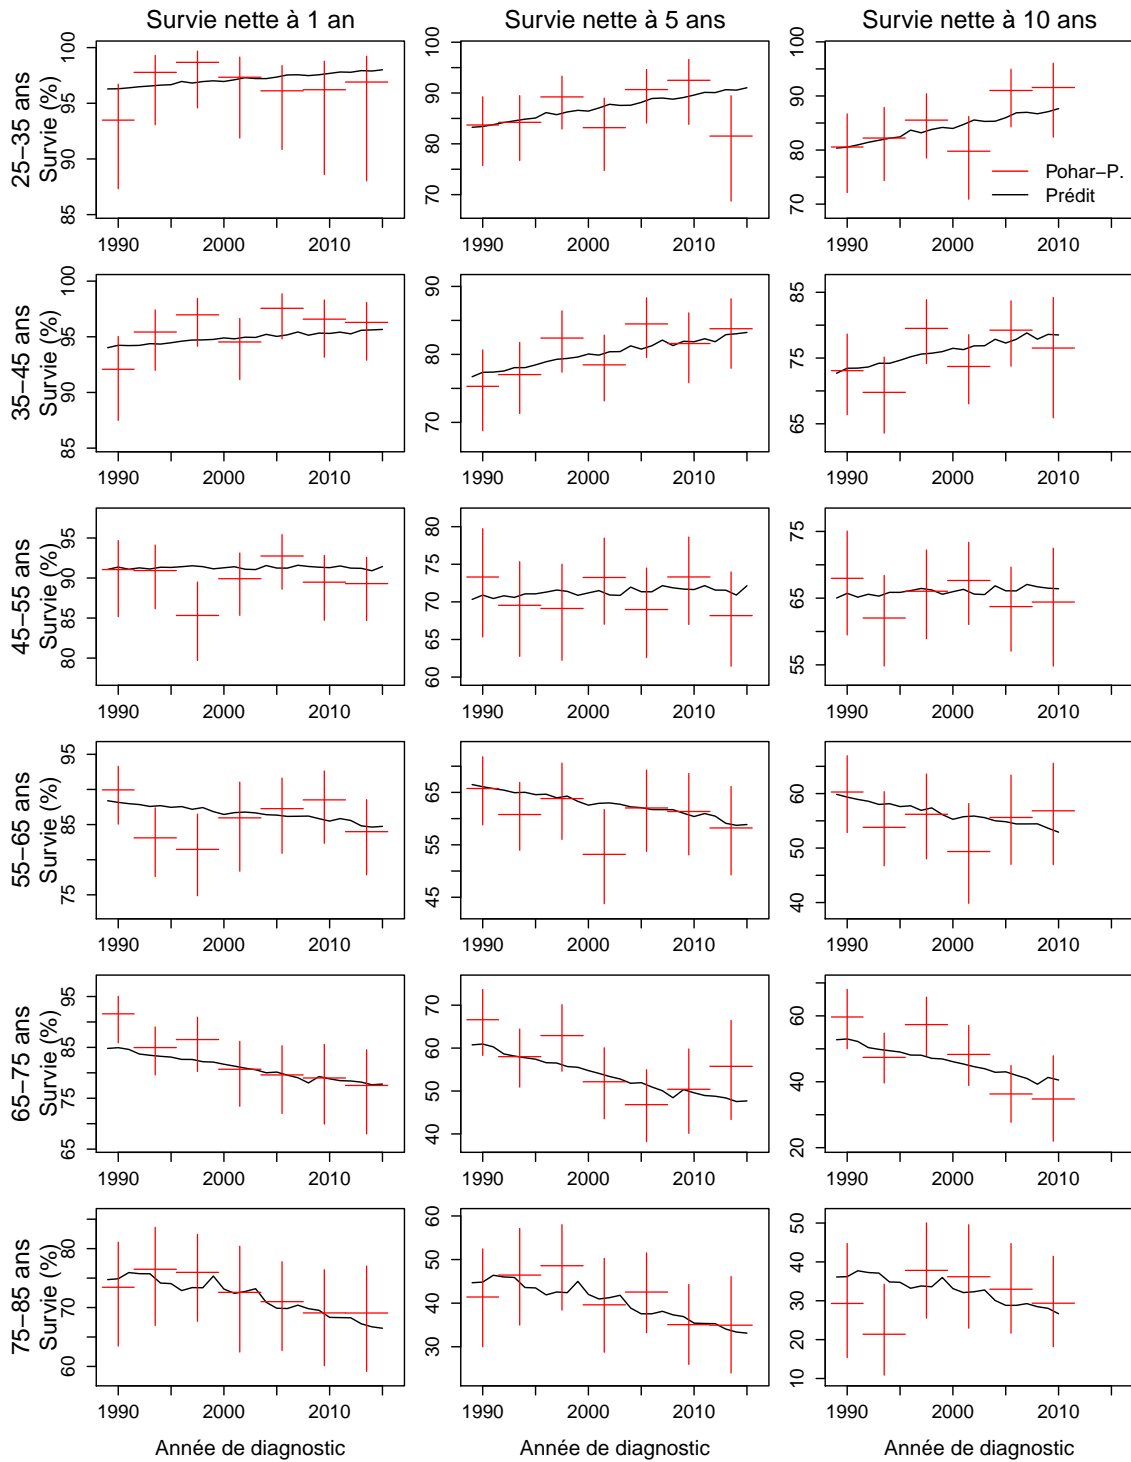 Survie nette à 1 an Survie nette à 5 ans Survie nette à 10 ans
25−35 ans
Survie (%)
85 90 95 100
70 80 90 100
70 80 90 100
Pohar−P.
Prédit
1990 2000 2010 1990 2000 2010 1990 2000 2010
35−45 ans
Survie (%)
85 90 95 100
70 80 90
65 75 85
1990 2000 2010 1990 2000 2010 1990 2000 2010
45−55 ans
Survie (%)
80 85 90 95
60 65 70 75 80
55 65 75
1990 2000 2010 1990 2000 2010 1990 2000 2010
55−65 ans
Survie (%)
75 85 95
45 55 65
40 50 60
1990 2000 2010 1990 2000 2010 1990 2000 2010
65−75 ans
Survie (%)
65 75 85 95
40 50 60 70
20 40 60
1990 2000 2010 1990 2000 2010 1990 2000 2010
75−85 ans
Survie (%)
60 70 80
30 40 50 60
10 20 30 40 50
1990 2000 2010 1990 2000 2010 1990 2000 2010
Année de diagnostic Année de diagnostic Année de diagnostic